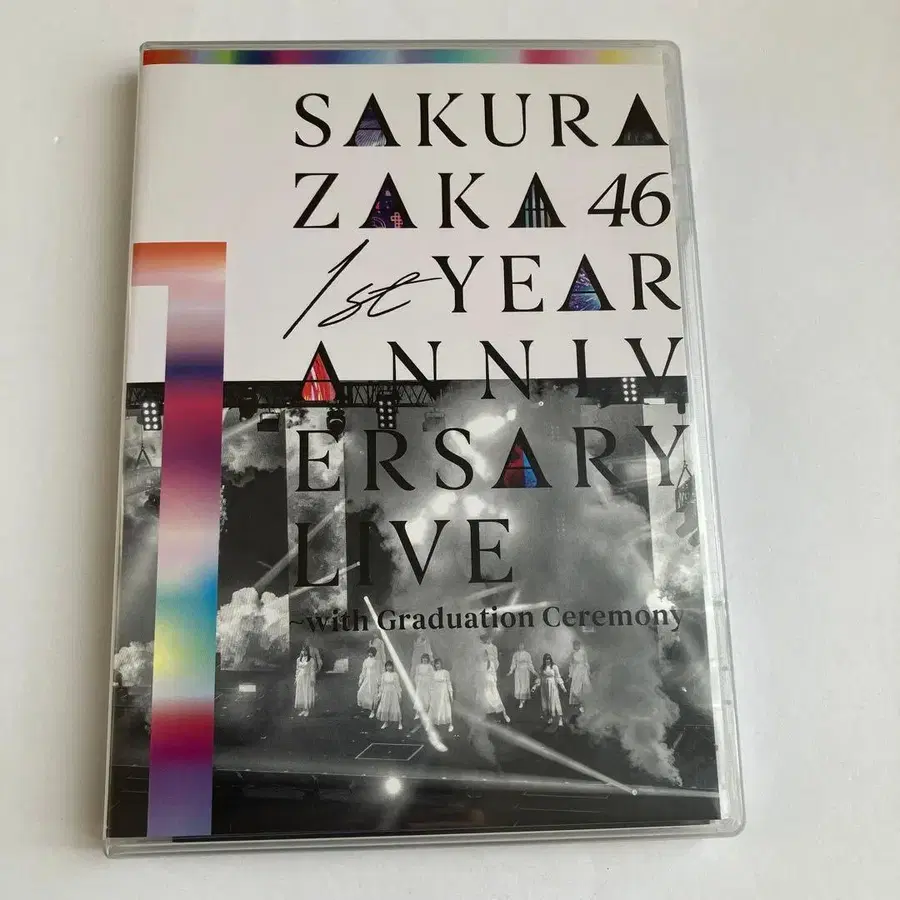 SAKURA
ZAKA 46
1st YEAR
ANNIV
ERSARY
LIVE
~with Graduation Ceremony